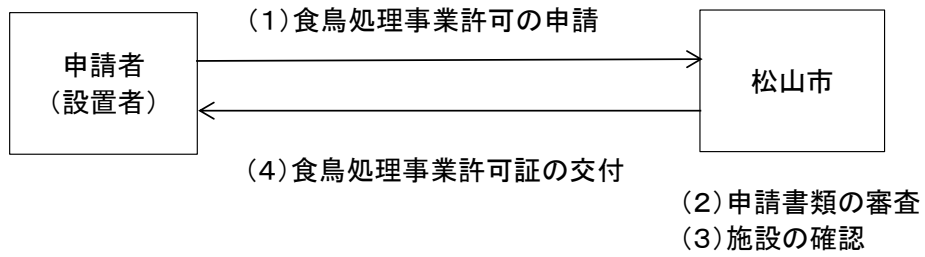 (1)食鳥処理事業許可の申請
申請者
(設置者)
松山市
(4)食鳥処理事業許可証の交付
(2)申請書類の審査
(3)施設の確認